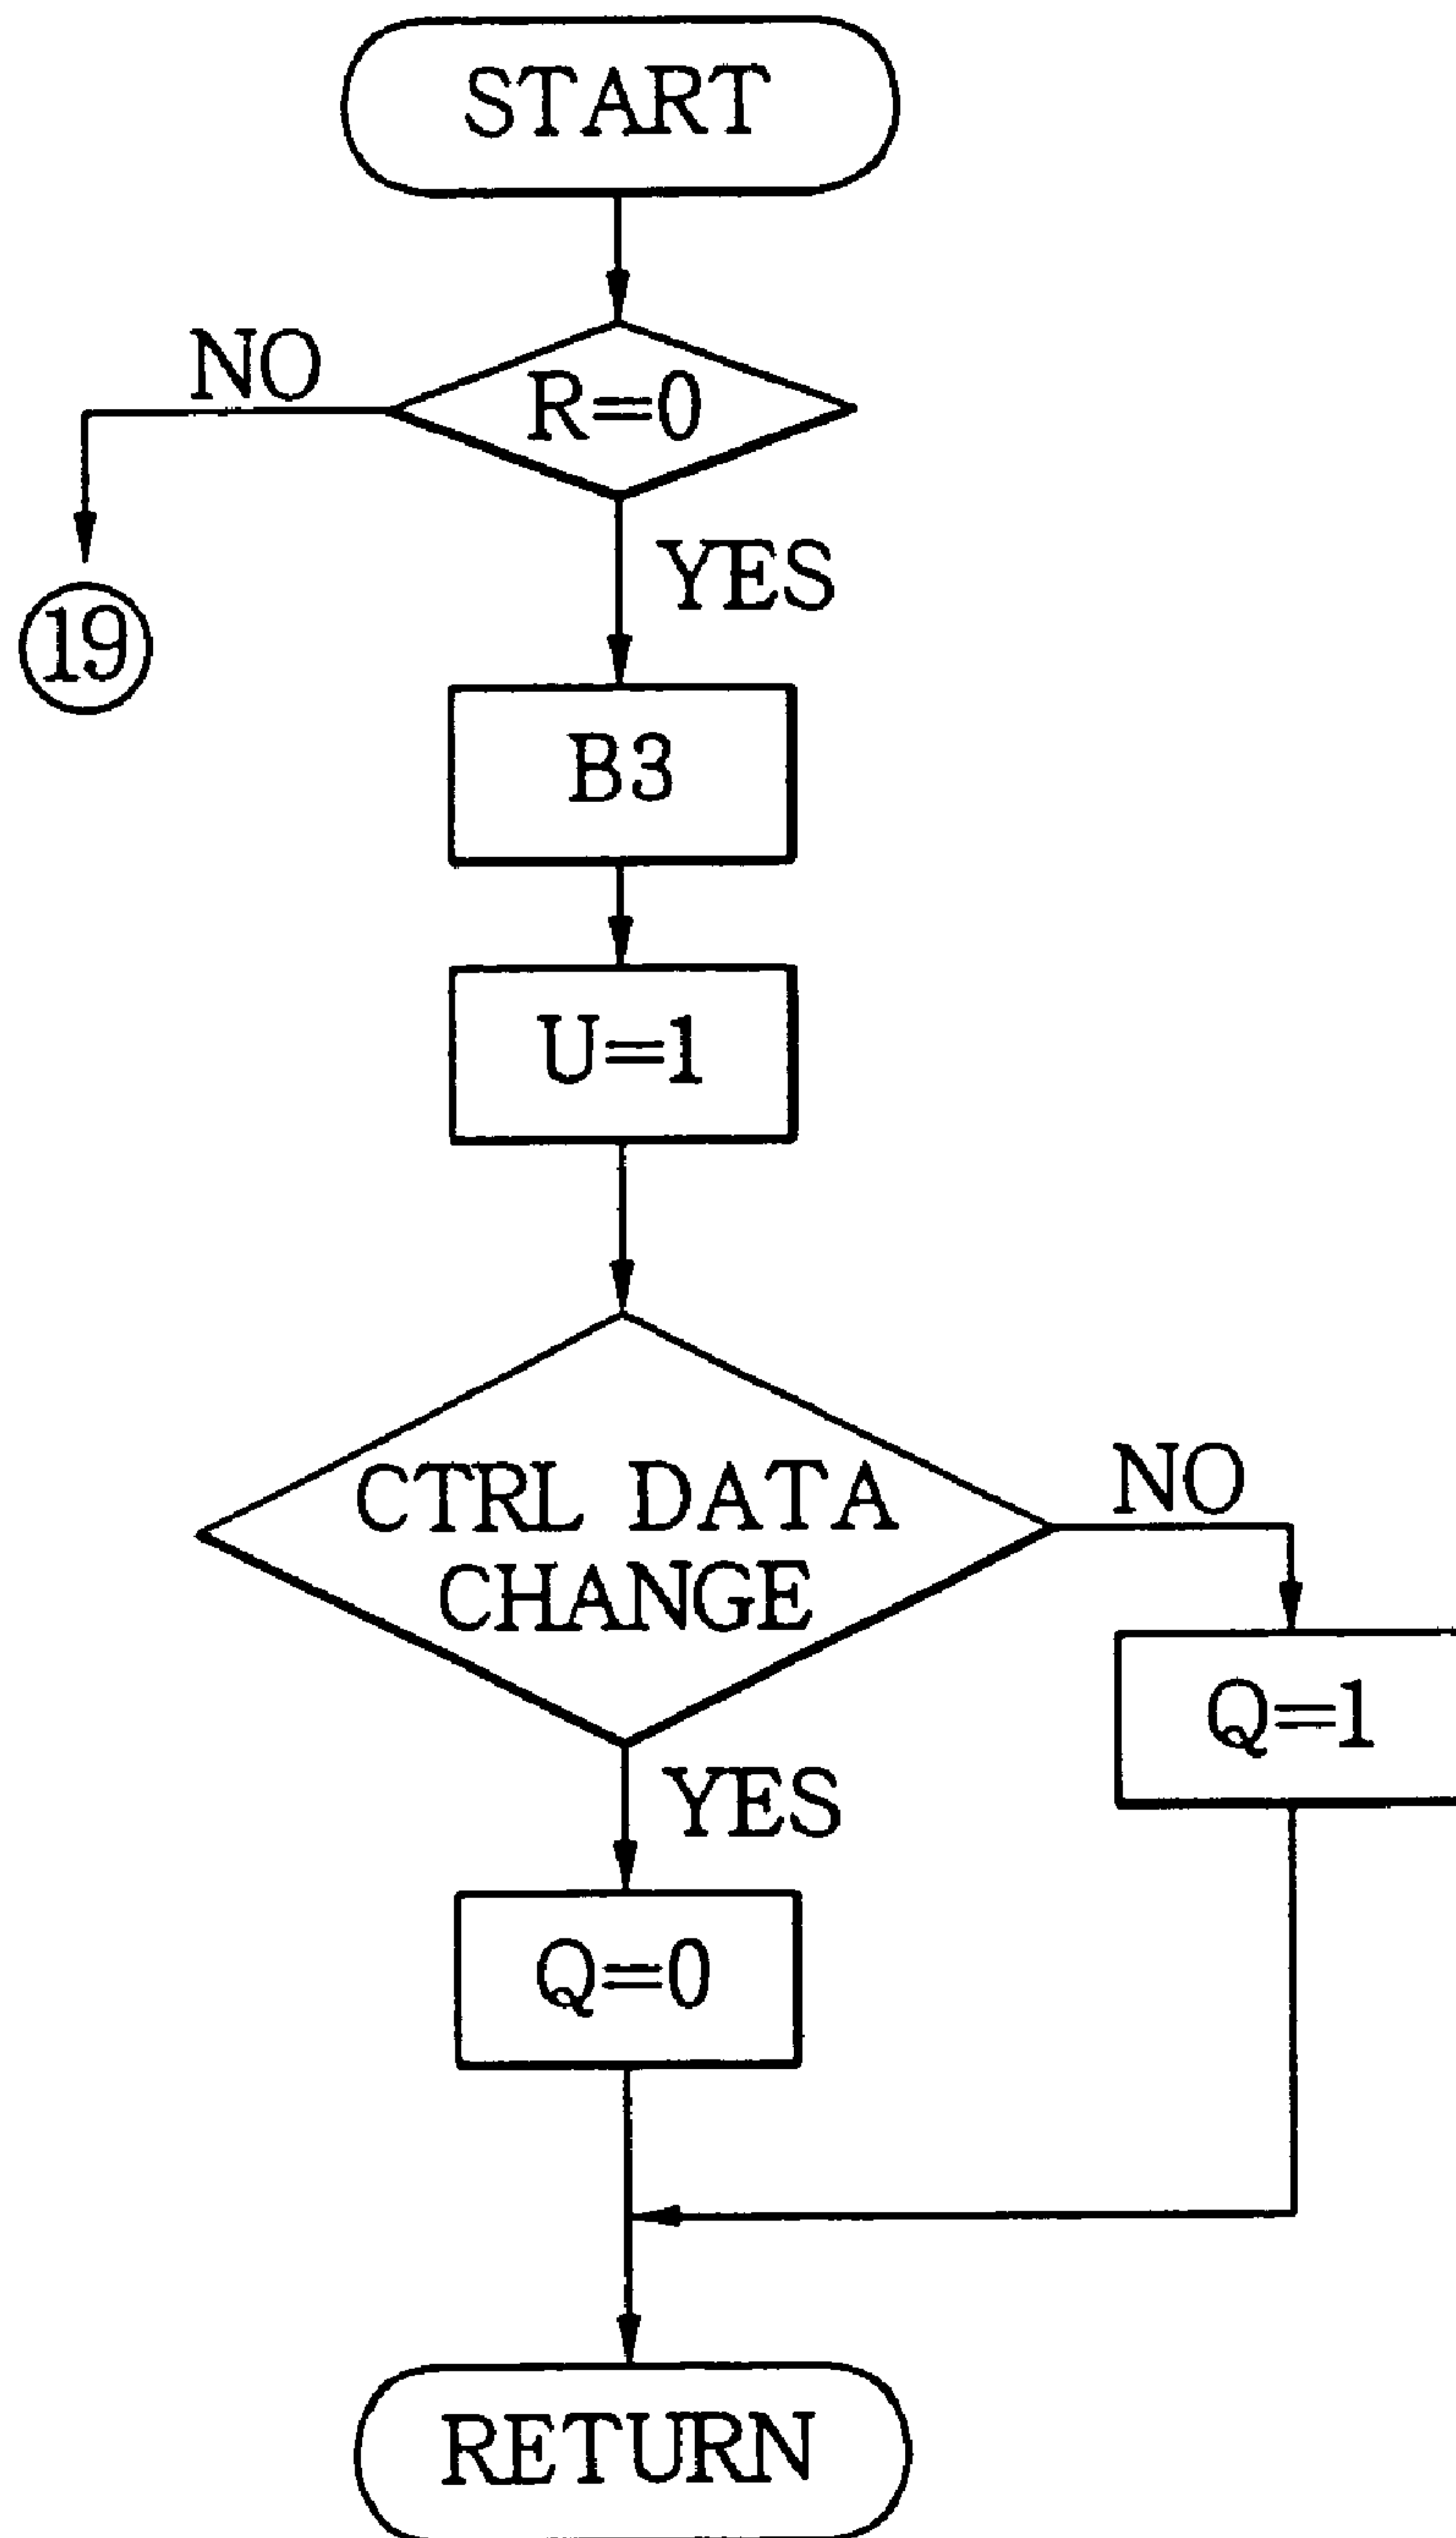 START
NO
R=0
YES
19
B3
U=1
CTRL DATA
CHANGE
NO
Q=1
YES
Q=0
RETURN